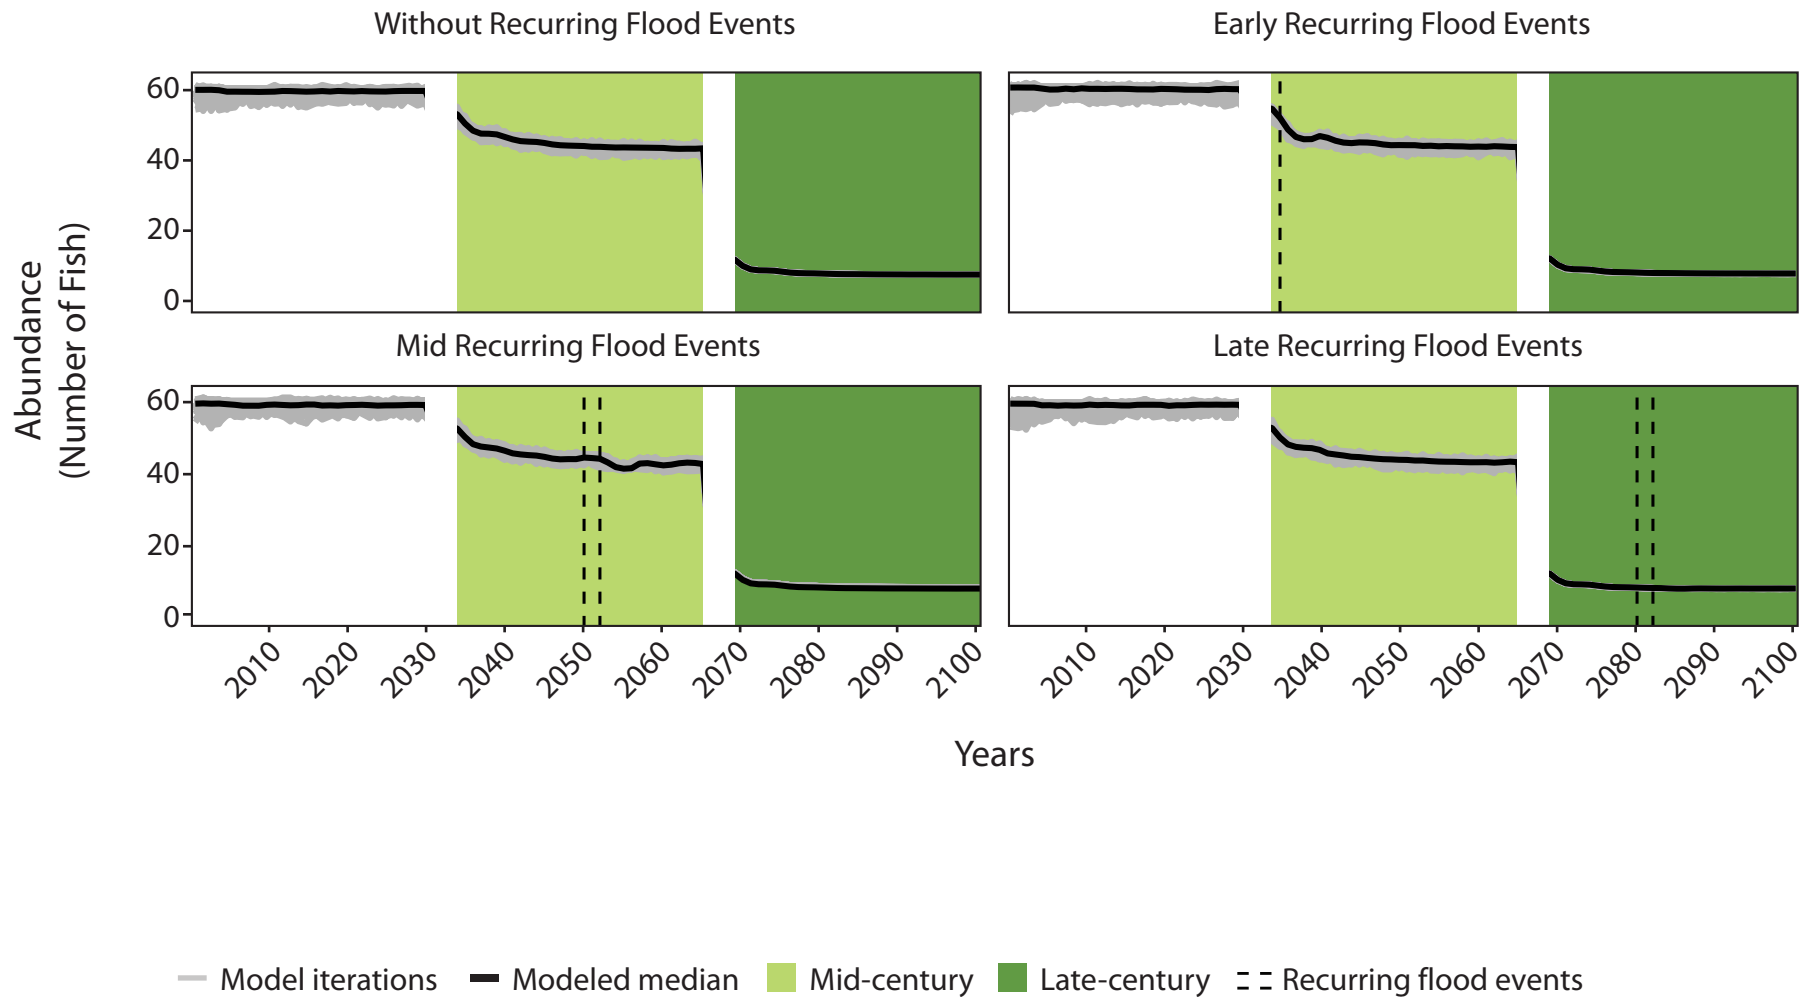 Without Recurring Flood Events
Early Recurring Flood Events
60
40
20
0
Mid Recurring Flood Events
Late Recurring Flood Events
60
40
20
0
Abundance
(Number of Fish)
2010 2020 2030 2040 2050 2060 2070 2080 2090 2100
2010 2020 2030 2040 2050 2060 2070 2080 2090 2100
Years
Model iterations Modeled median Mid-century Late-century Recurring flood events